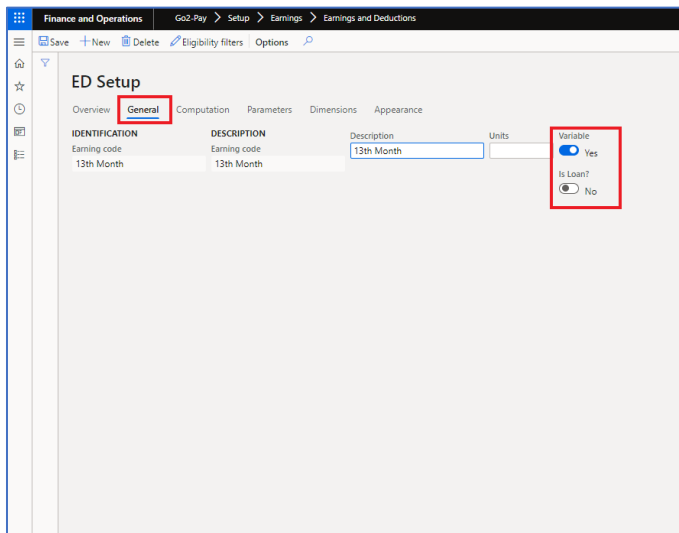 Finance and Operations Go2-Pay > Setup > Earnings > Earnings and Deductions
Save New Delete Eligibility filters Options
ED Setup
Overview General Computation Parameters Dimensions Appearance
IDENTIFICATION DESCRIPTION Description Units Variable
Earning code Earning code 13th Month Yes
13th Month 13th Month Is Loan?
No